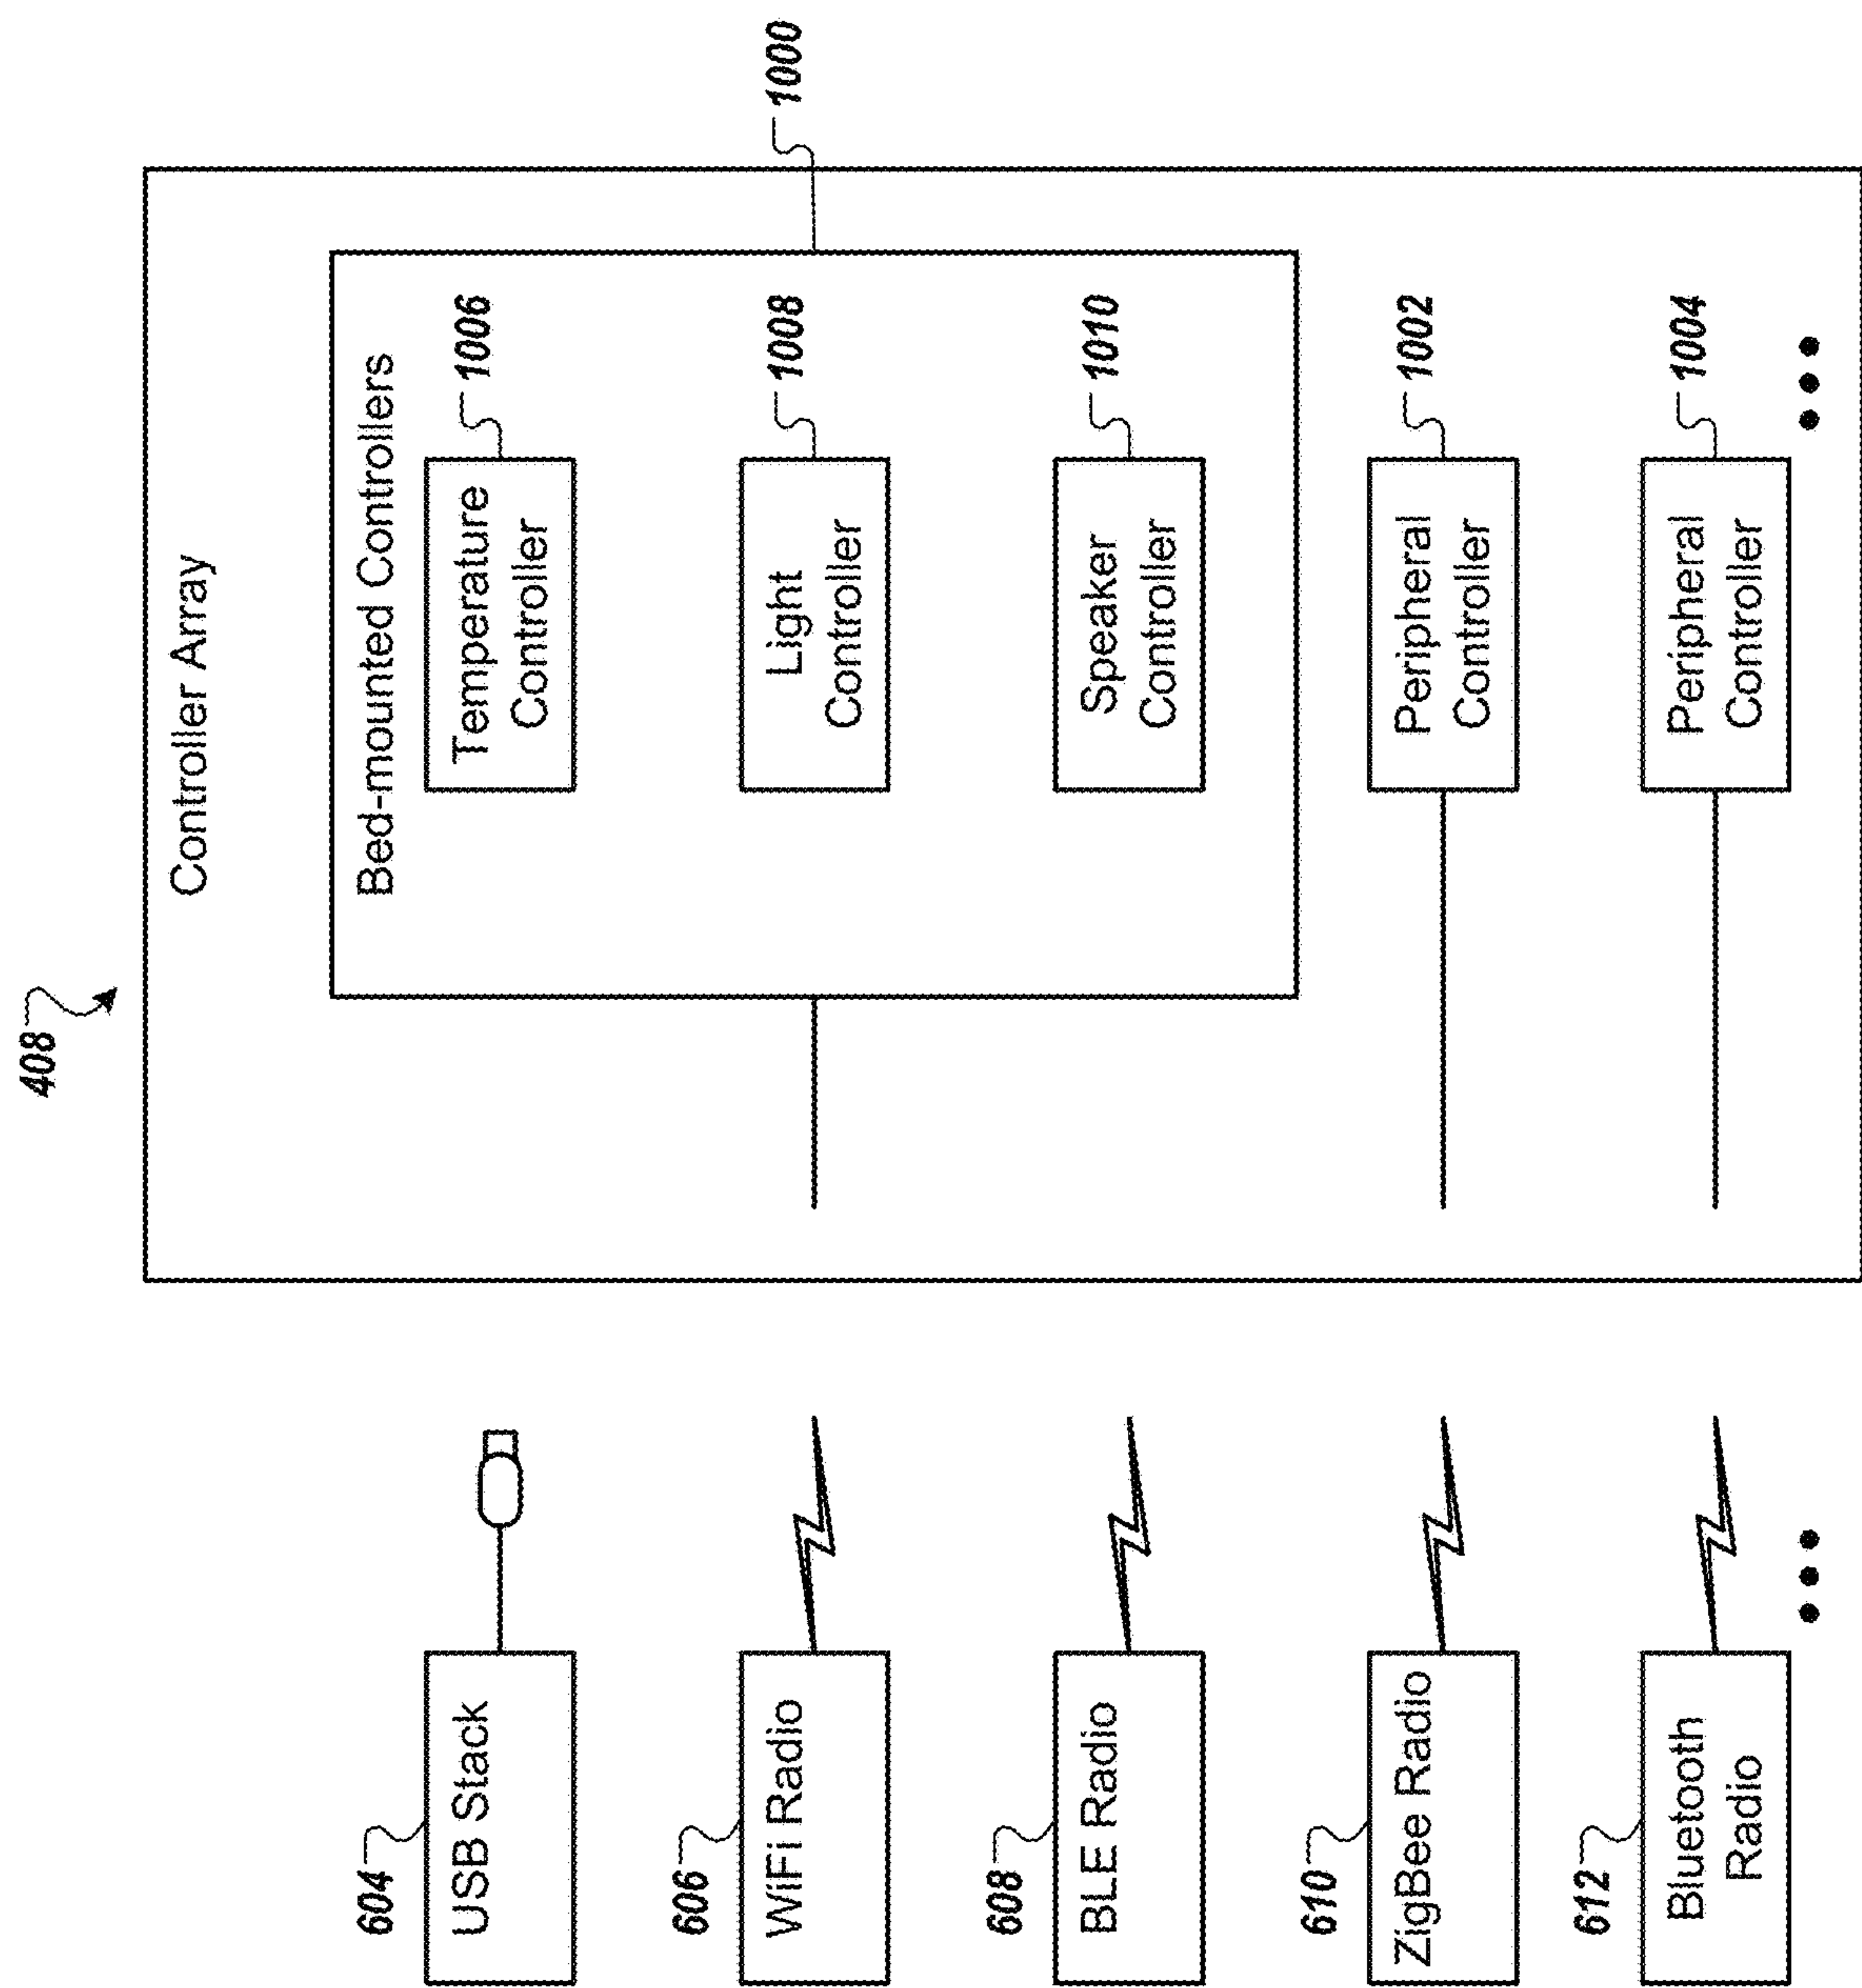 408
Controller Array
1000
Bed-mounted Controllers
604
USB Stack
Temperature
Controller
1006
606
WiFi Radio
Light
Controller
1008
608
BLE Radio
Speaker
Controller
1010
610
ZigBee Radio
Peripheral
Controller
1002
612
Bluetooth
Radio
Peripheral
Controller
1004